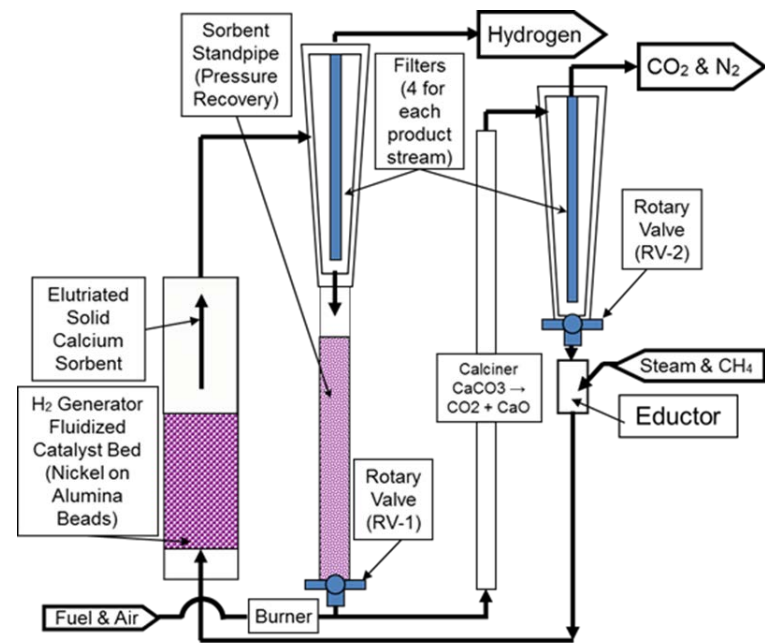 Sorbent
Standpipe
(Pressure
Recovery)
Hydrogen
Filters
(4 for
each
product
stream)
CO₂ & N₂
Rotary
Valve
(RV-2)
Elutriated
Solid
Calcium
Sorbent
Calciner
CaCO3 →
CO2 + CaO
Steam & CH₄
Eductor
H₂ Generator
Fluidized
Catalyst Bed
(Nickel on
Alumina
Beads)
Rotary
Valve
(RV-1)
Fuel & Air
Burner